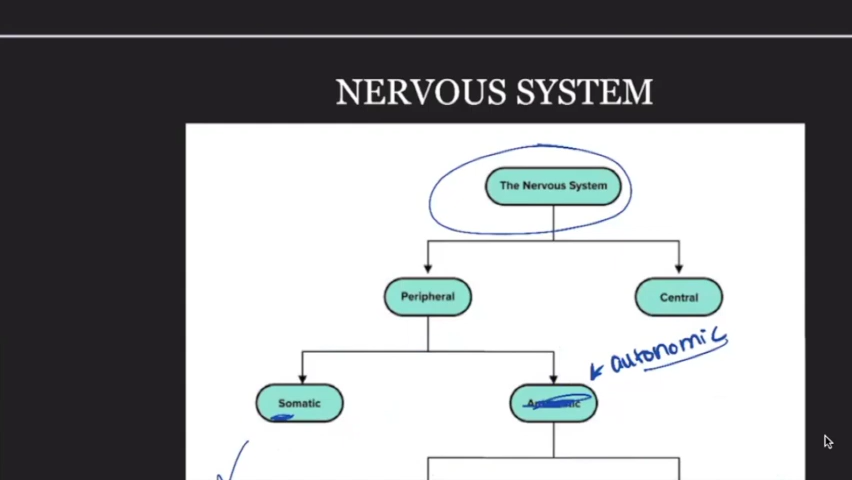 NERVOUS SYSTEM
The Nervous System
Peripheral
Central
autonomic
Somatic